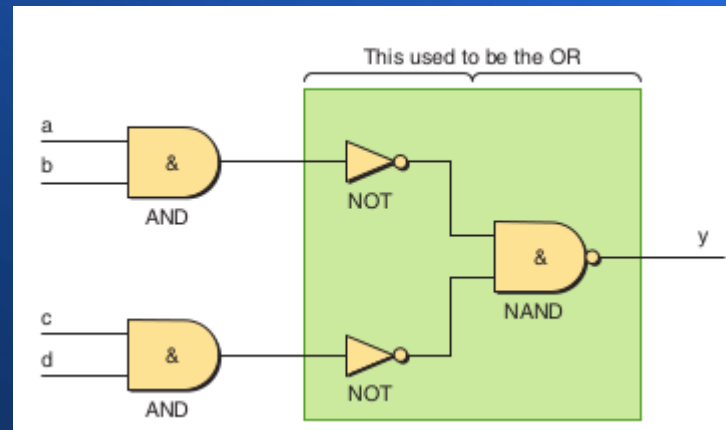 This used to be the OR
a
b
&
AND
NOT
&
NAND
y
c
d
&
AND
NOT